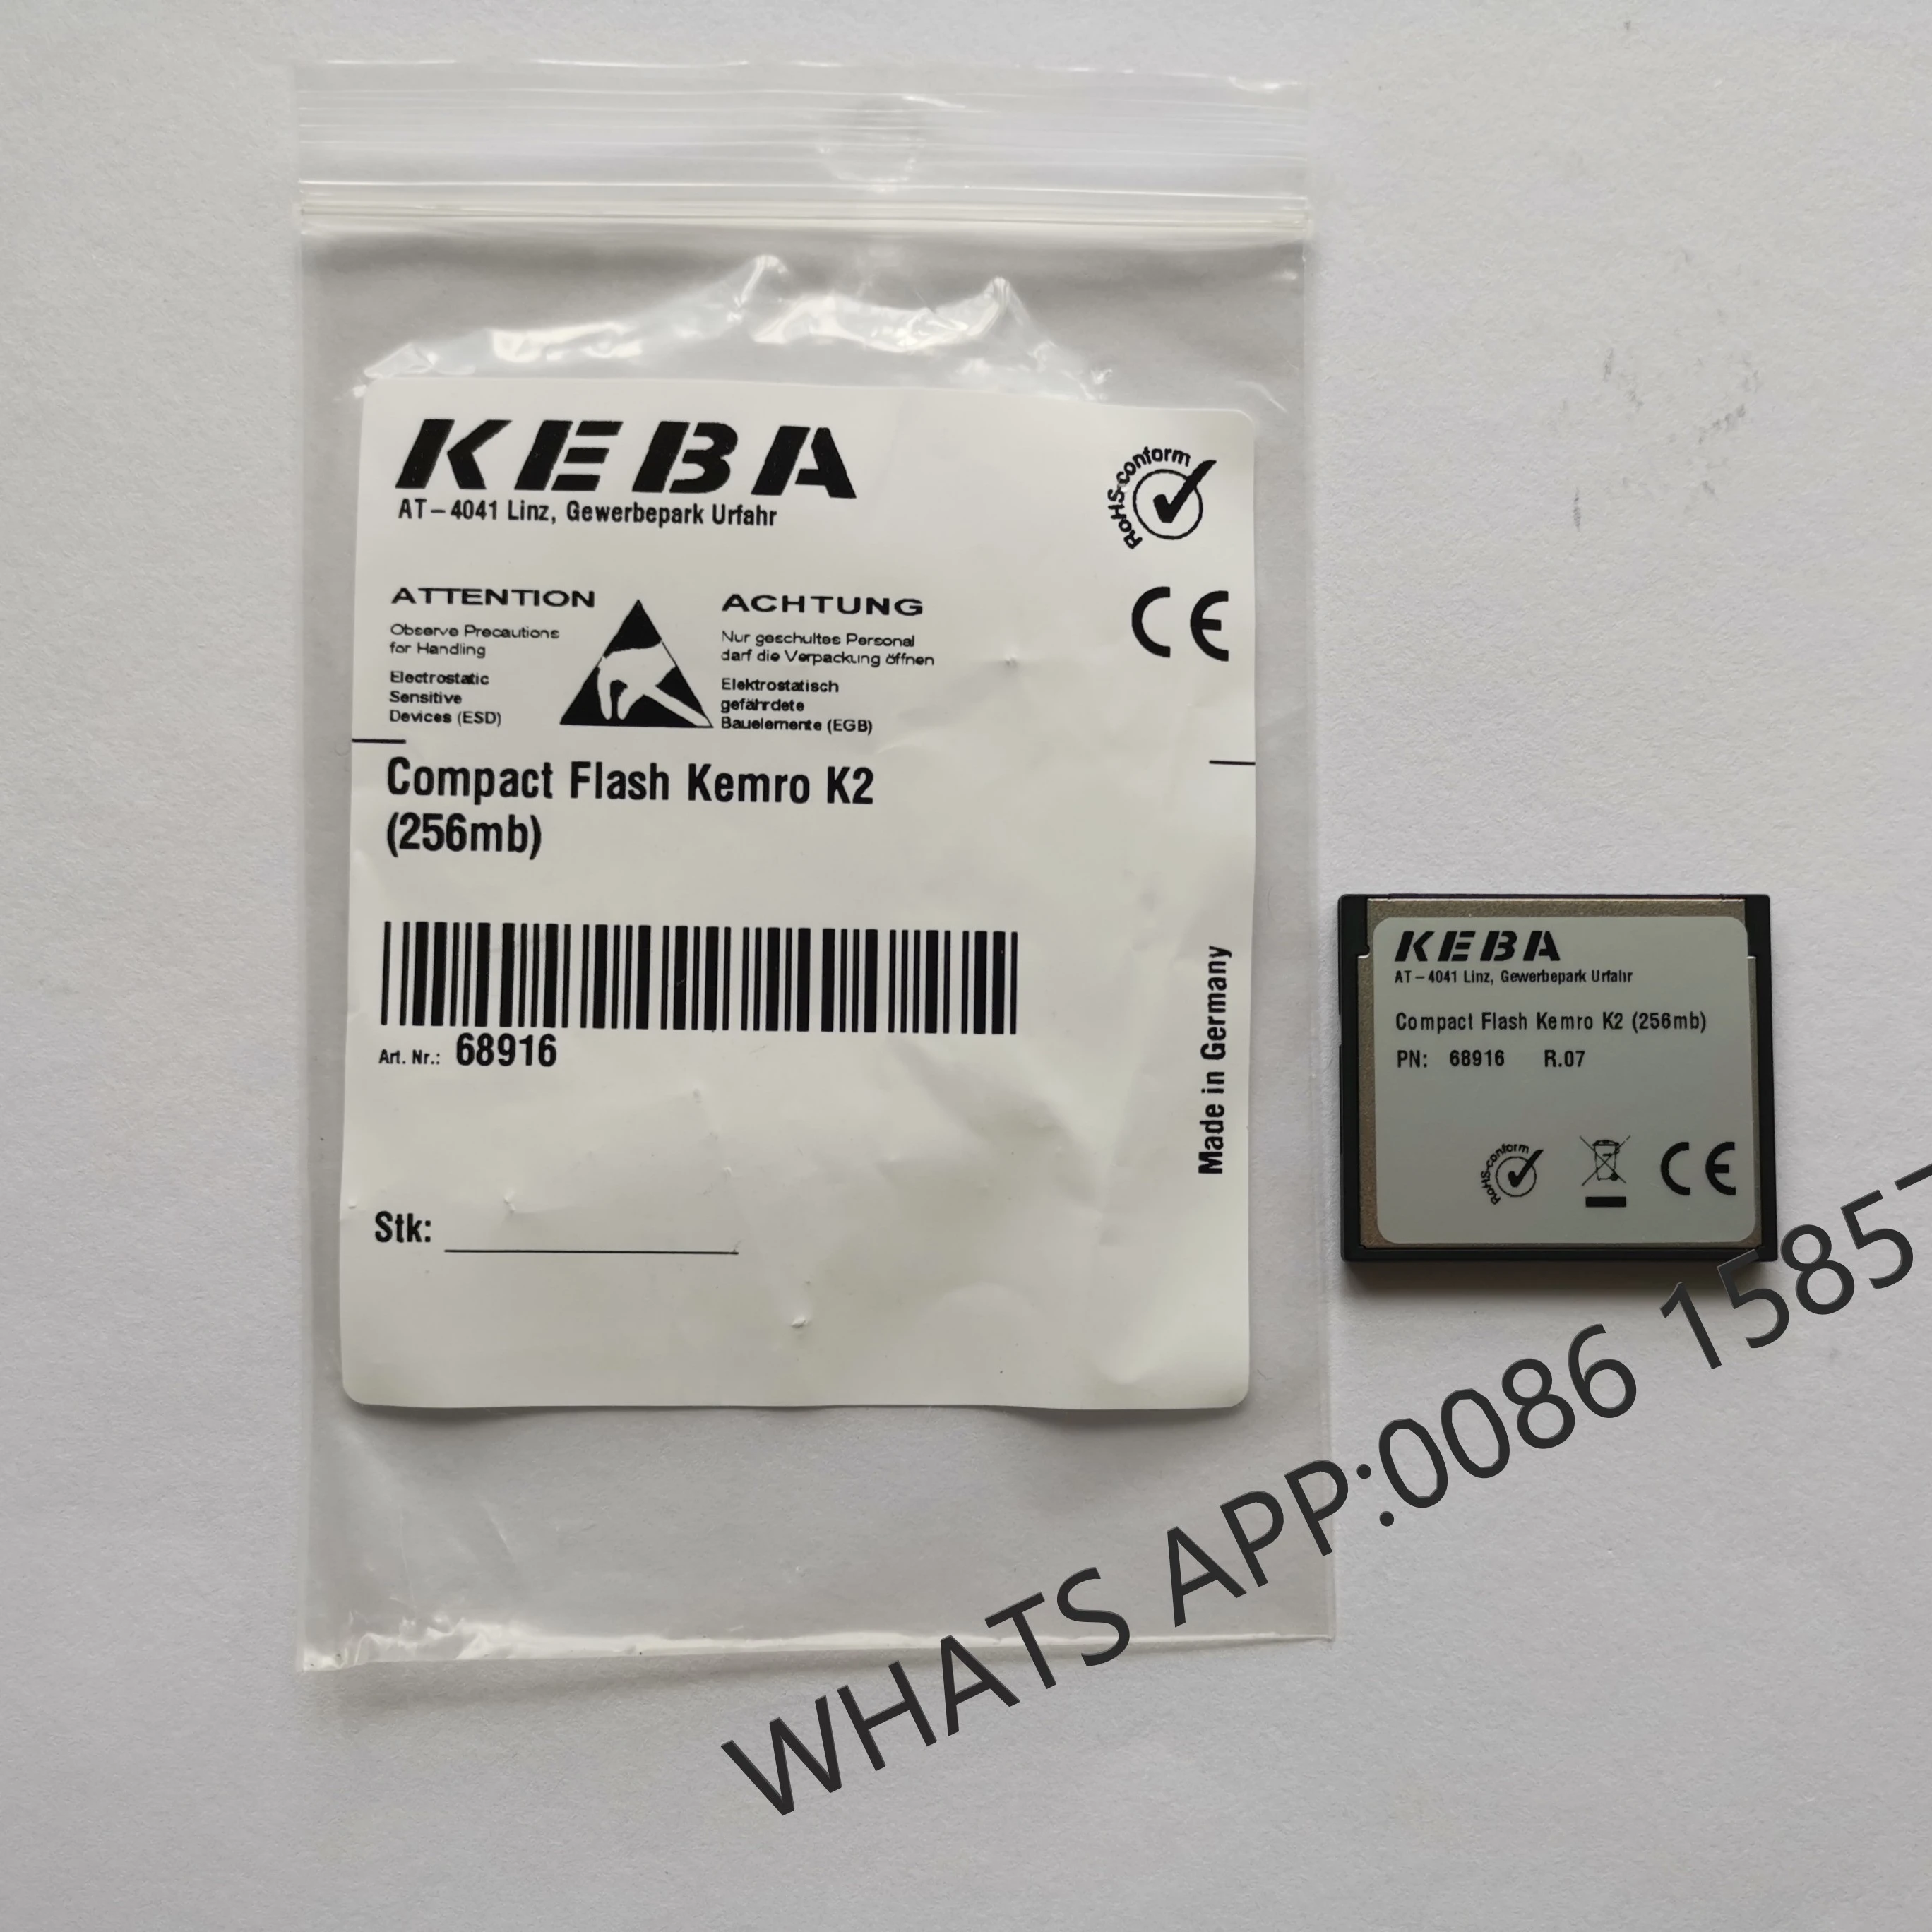 KEBA
AT – 4041 Linz, Gewerbepark Urfahr
RoHS-conform
ATTENTION
Observe Precautions
for Handling
Electrostatic
Sensitive
Devices (ESD)
ACHTUNG
Nur geschultes Personal
darf die Verpackung öffnen
Elektrostatisch
gefährdete
Bauelemente (EGB)
CE
Compact Flash Kemro K2
(256mb)
Art. Nr.: 68916
Made in Germany
Stk:
KEBA
AT – 4041 Linz, Gewerbepark Urfahr
Compact Flash Kemro K2 (256mb)
PN: 68916 R.07
RoHS-conform
CE
WHATS APP:0086 1585